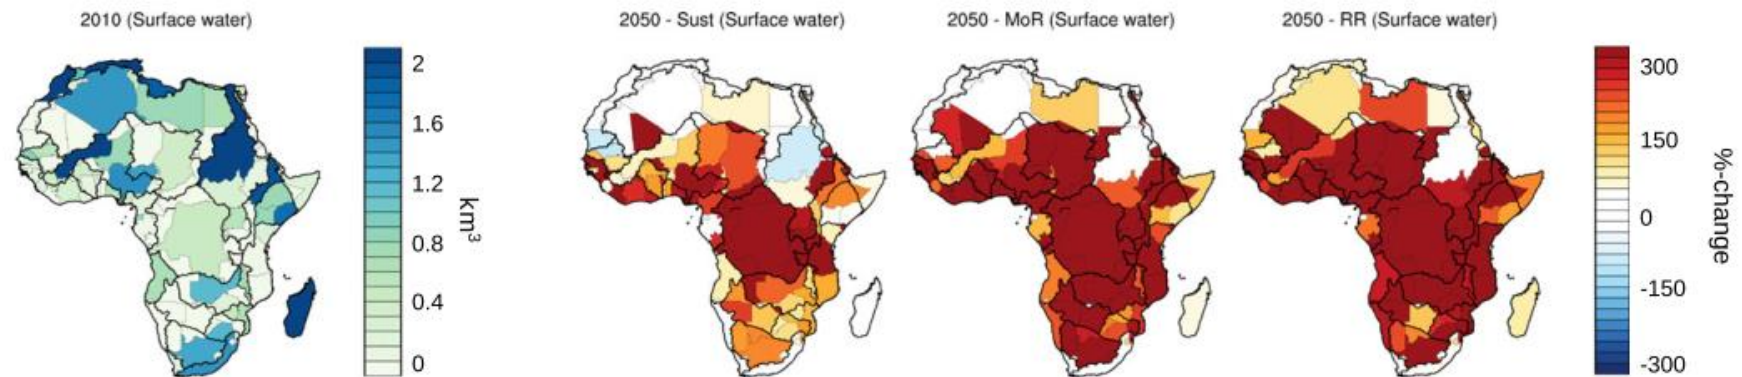 2010 (Surface water)
2
1.6
1.2
0.8
0.4
0
km³
2050 - Sust (Surface water)
2050 - MoR (Surface water)
2050 - RR (Surface water)
300
150
0
-150
-300
%-change